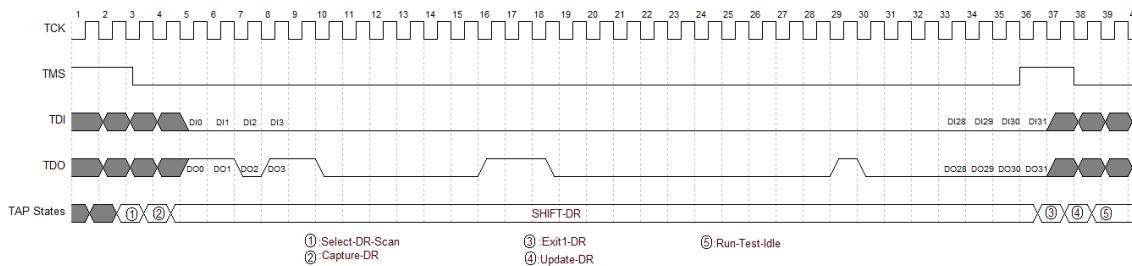 1 2 3 4 5 6 7 8 9 10 11 12 13 14 15 16 17 18 19 20 21 22 23 24 25 26 27 28 29 30 31 32 33 34 35 36 37 38 39 4
TCK
TMS
TDI DI0 DI1 DI2 DI3 DI28 DI29 DI30 DI31
TDO DO0 DO1 DO2 DO3 DO28 DO29 DO30 DO31
TAP States ① ② SHIFT-DR ③ ④ ⑤
①:Select-DR-Scan ③:Exit1-DR ⑤:Run-Test-Idle
②:Capture-DR ④:Update-DR